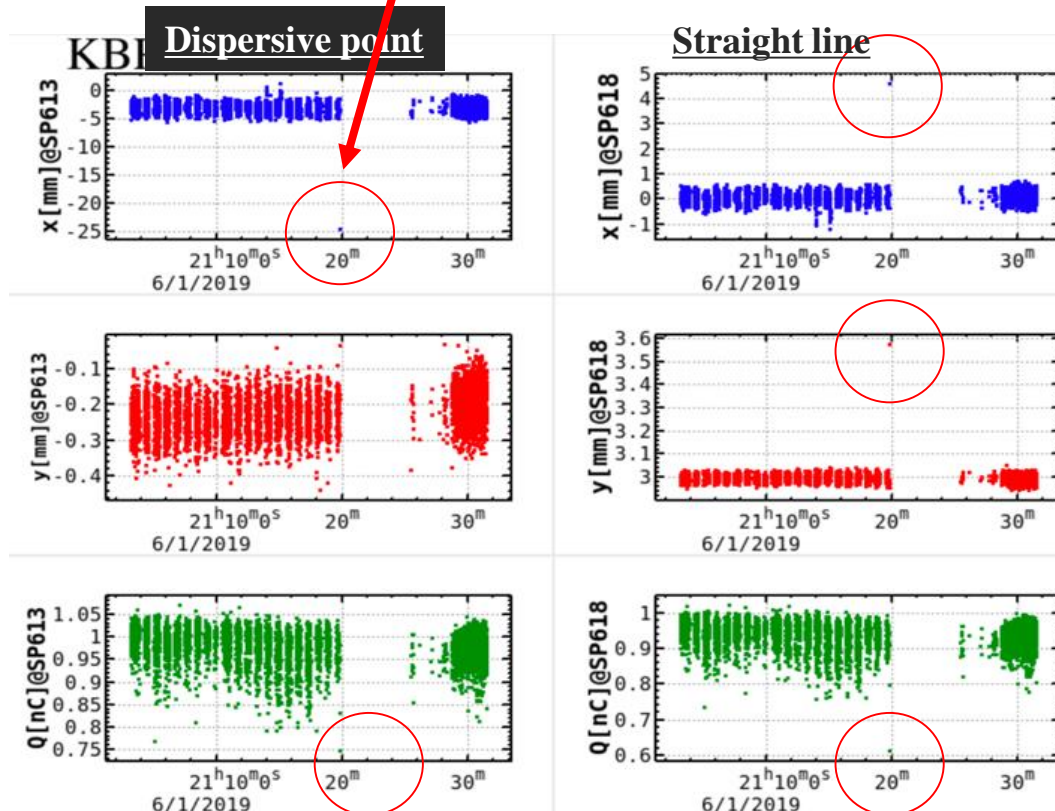 Dispersive point
Straight line
KB
x[mm]@SP613
0
-5
-10
-15
-20
-25
21h10m0s 20m 30m
6/1/2019
x[mm]@SP618
5
4
3
2
1
0
-1
21h10m0s 20m 30m
6/1/2019
y[mm]@SP613
-0.1
-0.2
-0.3
-0.4
21h10m0s 20m 30m
6/1/2019
y[mm]@SP618
3.6
3.5
3.4
3.3
3.2
3.1
3
21h10m0s 20m 30m
6/1/2019
Q[nC]@SP613
1.05
1
0.95
0.9
0.85
0.8
0.75
21h10m0s 20m 30m
6/1/2019
Q[nC]@SP618
1
0.9
0.8
0.7
0.6
21h10m0s 20m 30m
6/1/2019